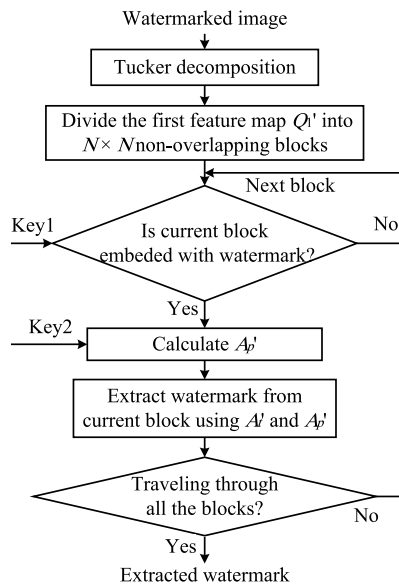 Watermarked image
Tucker decomposition
Divide the first feature map Q₁' into
N × N non-overlapping blocks
Next block
Key1
Is current block
embeded with watermark?
No
Yes
Key2
Calculate Aₚ'
Extract watermark from
current block using Aₗ' and Aₚ'
Traveling through
all the blocks?
No
Yes
Extracted watermark